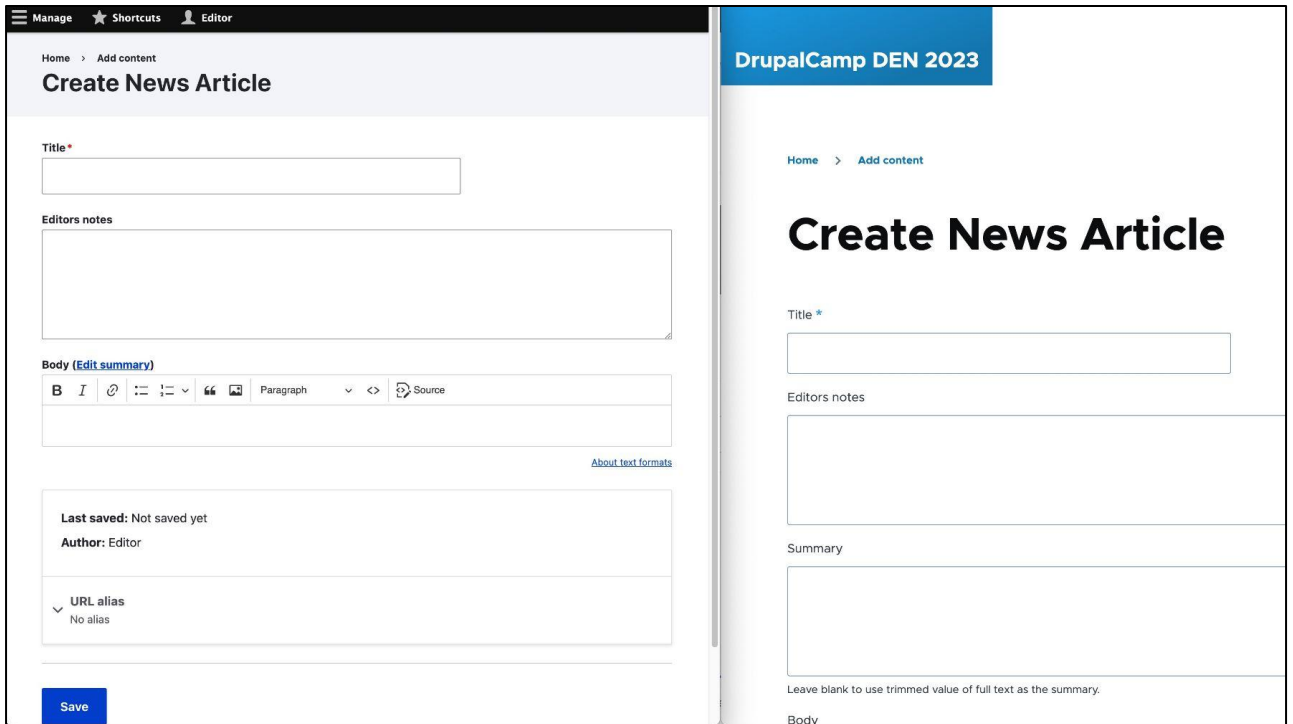 Manage Shortcuts Editor
Home > Add content
Create News Article
Title*
Editors notes
Body (Edit summary)
B I Paragraph <> Source
About text formats
Last saved: Not saved yet
Author: Editor
URL alias
No alias
Save
DrupalCamp DEN 2023
Home > Add content
Create News Article
Title *
Editors notes
Summary
Leave blank to use trimmed value of full text as the summary.
Body